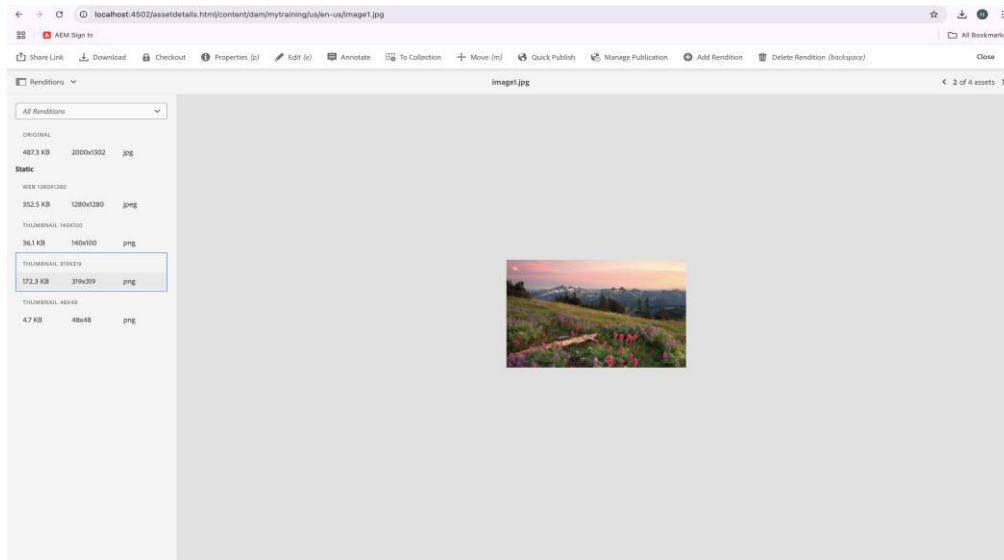 localhost:4502/assetdetails.html/content/dam/mytraining/us/en-us/image1.jpg
AEM Sign In
All Bookmarks
Share Link Download Checkout Properties (p) Edit (e) Annotate To Collection Move (m) Quick Publish Manage Publication Add Rendition Delete Rendition (backspace) Close
Renditions image1.jpg 2 of 4 assets
All Renditions
ORIGINAL
487.3 KB 2000x1302 jpg
Static
WEB 1280X1280
352.5 KB 1280x1280 jpeg
THUMBNAIL 140X100
36.1 KB 140x100 png
THUMBNAIL 319X319
172.3 KB 319x319 png
THUMBNAIL 48X48
4.7 KB 48x48 png